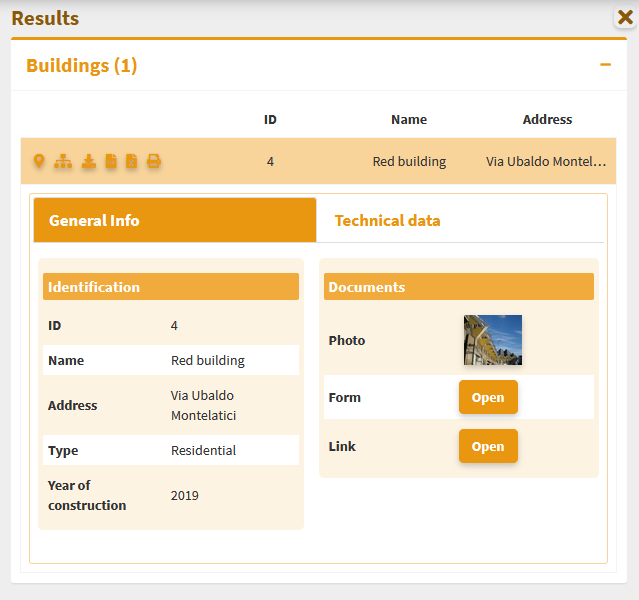 Results
Buildings (1)
ID Name Address
4 Red building Via Ubaldo Montel...
General Info Technical data
Identification
ID 4
Name Red building
Address Via Ubaldo
Montelatici
Type Residential
Year of
construction 2019
Documents
Photo
Form Open
Link Open